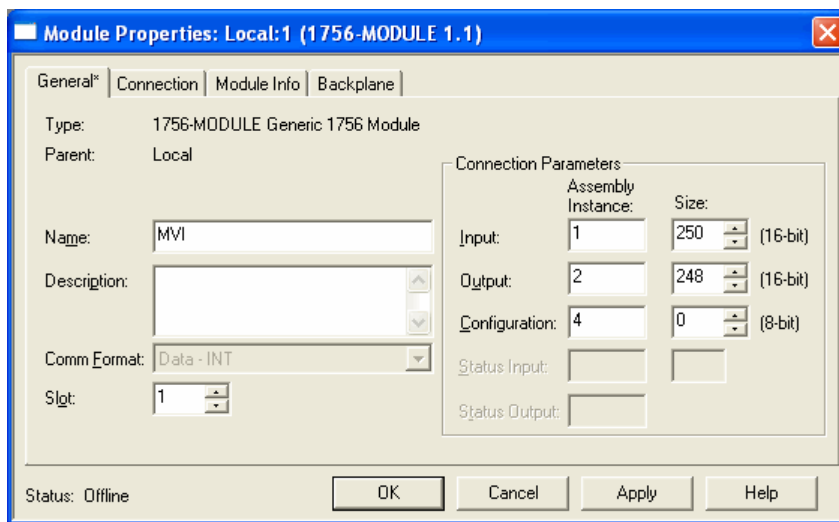 Module Properties: Local:1 (1756-MODULE 1.1)
General* Connection Module Info Backplane
Type: 1756-MODULE Generic 1756 Module
Parent: Local
Connection Parameters
Assembly Instance: Size:
Name: MVI
Input: 1 250 (16-bit)
Description:
Output: 2 248 (16-bit)
Configuration: 4 0 (8-bit)
Comm Format: Data - INT
Status Input:
Slot: 1
Status Output:
Status: Offline
OK Cancel Apply Help